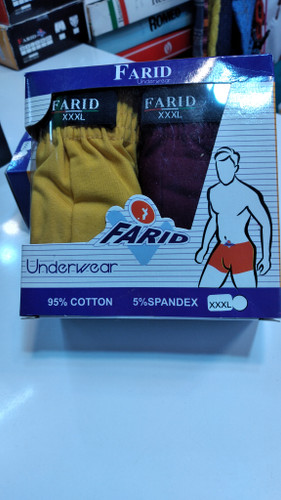 FARID
Underwear
FARID
XXXL
FARID
XXXL
FARID
Underwear
95% COTTON
5%SPANDEX
XXXL